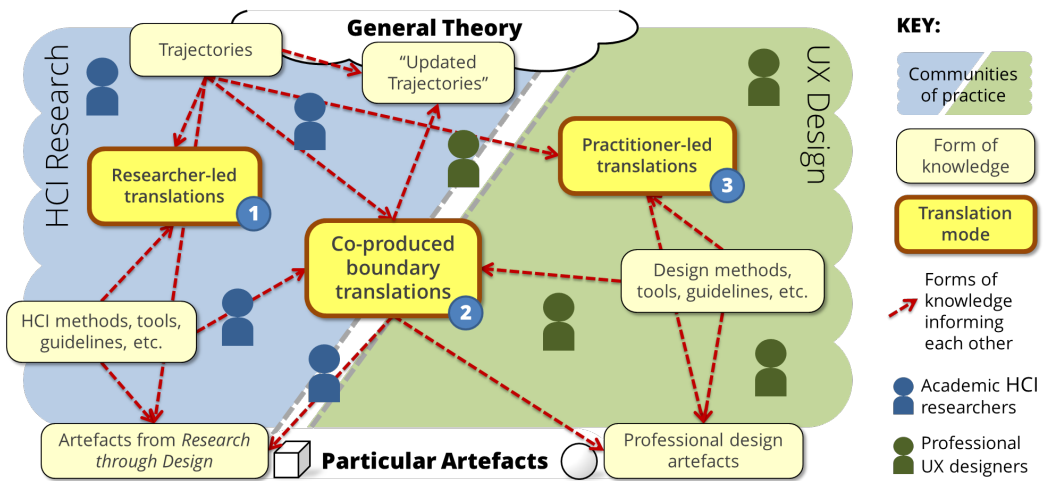 General Theory
Trajectories
“Updated
Trajectories”
HCI Research
UX Design
Researcher-led
translations
1
Practitioner-led
translations
3
Co-produced
boundary
translations
2
Design methods,
tools, guidelines, etc.
HCI methods, tools,
guidelines, etc.
Artefacts from Research
through Design
Particular Artefacts
Professional design
artefacts
KEY:
Communities
of practice
Form of
knowledge
Translation
mode
Forms of
knowledge
informing
each other
Academic HCI
researchers
Professional
UX designers